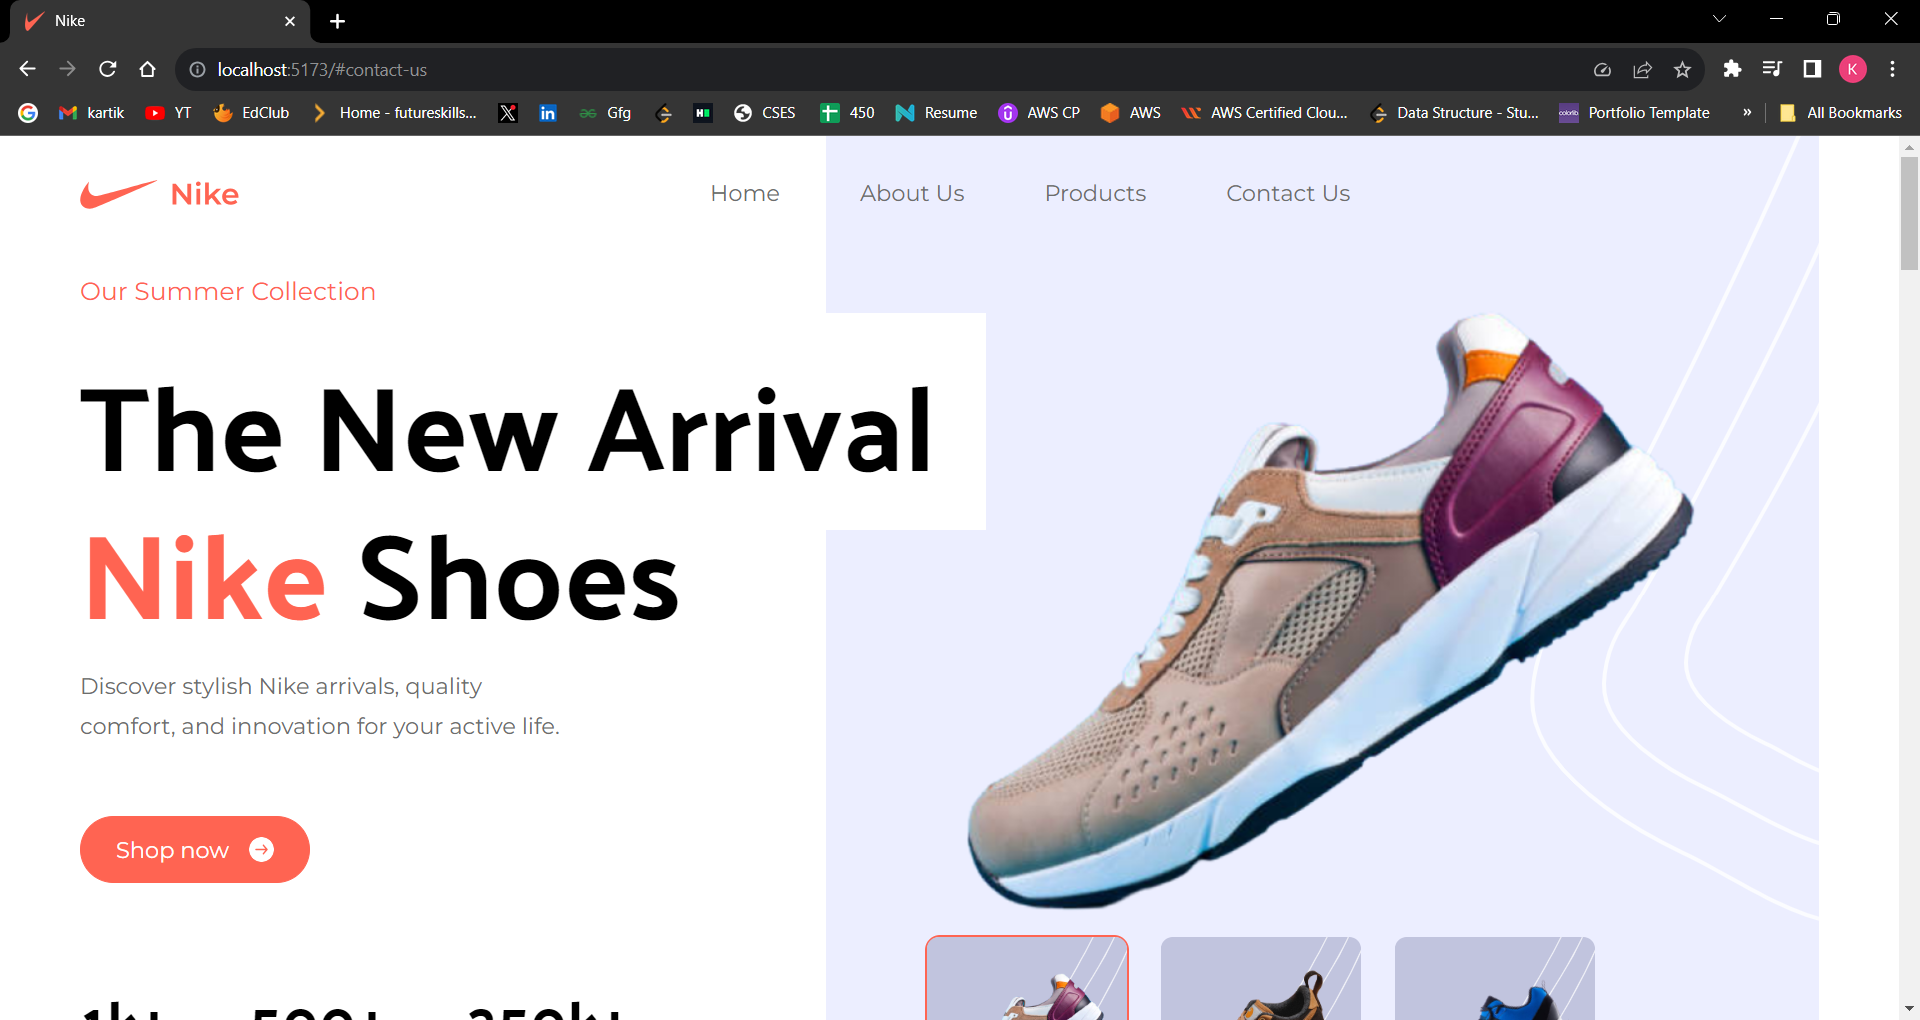 Nike
localhost:5173/#contact-us
K
kartik
YT
EdClub
Home - futureskills...
Gfg
CSES
450
Resume
AWS CP
AWS
AWS Certified Clou...
Data Structure - Stu...
Portfolio Template
»
All Bookmarks
Nike
Home
About Us
Products
Contact Us
Our Summer Collection
The New Arrival
Nike Shoes
Discover stylish Nike arrivals, quality
comfort, and innovation for your active life.
Shop now